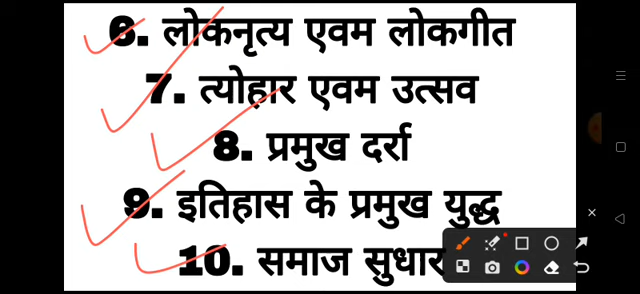 6. लोकनृत्य एवम लोकगीत
7. त्योहार एवम उत्सव
8. प्रमुख दर्रा
9. इतिहास के प्रमुख युद्ध
10. समाज सुधार